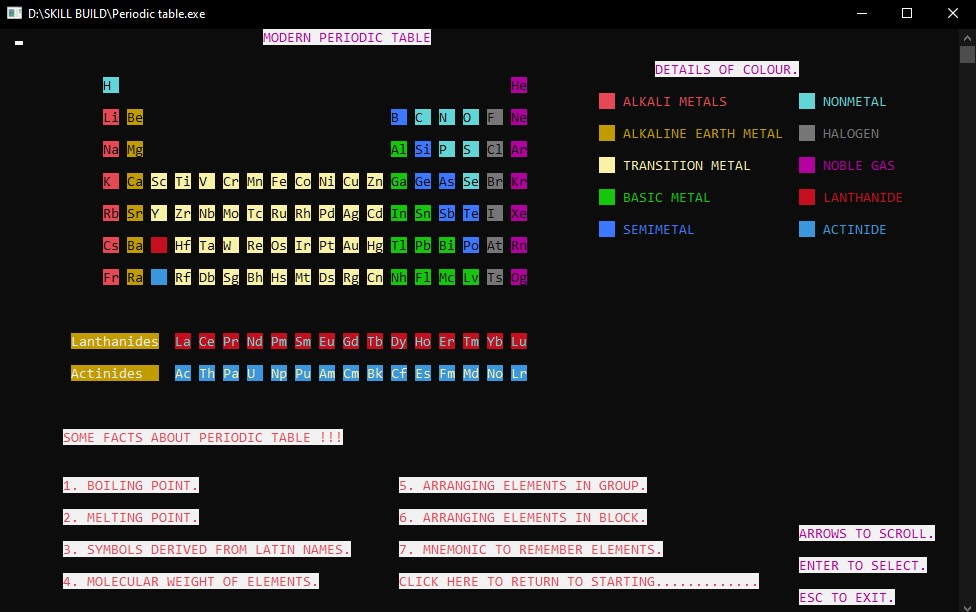 D:\SKILL BUILD\Periodic table.exe
MODERN PERIODIC TABLE
DETAILS OF COLOUR.
H He
ALKALI METALS NONMETAL
Li Be B C N O F Ne
ALKALINE EARTH METAL HALOGEN
Na Mg Al Si P S Cl Ar
TRANSITION METAL NOBLE GAS
K Ca Sc Ti V Cr Mn Fe Co Ni Cu Zn Ga Ge As Se Br Kr
BASIC METAL LANTHANIDE
Rb Sr Y Zr Nb Mo Tc Ru Rh Pd Ag Cd In Sn Sb Te I Xe
SEMIMETAL ACTINIDE
Cs Ba Hf Ta W Re Os Ir Pt Au Hg Tl Pb Bi Po At Rn
Fr Ra Rf Db Sg Bh Hs Mt Ds Rg Cn Nh Fl Mc Lv Ts Og
Lanthanides La Ce Pr Nd Pm Sm Eu Gd Tb Dy Ho Er Tm Yb Lu
Actinides Ac Th Pa U Np Pu Am Cm Bk Cf Es Fm Md No Lr
SOME FACTS ABOUT PERIODIC TABLE !!!
1. BOILING POINT.
2. MELTING POINT.
3. SYMBOLS DERIVED FROM LATIN NAMES.
4. MOLECULAR WEIGHT OF ELEMENTS.
5. ARRANGING ELEMENTS IN GROUP.
6. ARRANGING ELEMENTS IN BLOCK.
7. MNEMONIC TO REMEMBER ELEMENTS.
CLICK HERE TO RETURN TO STARTING.............
ARROWS TO SCROLL.
ENTER TO SELECT.
ESC TO EXIT.